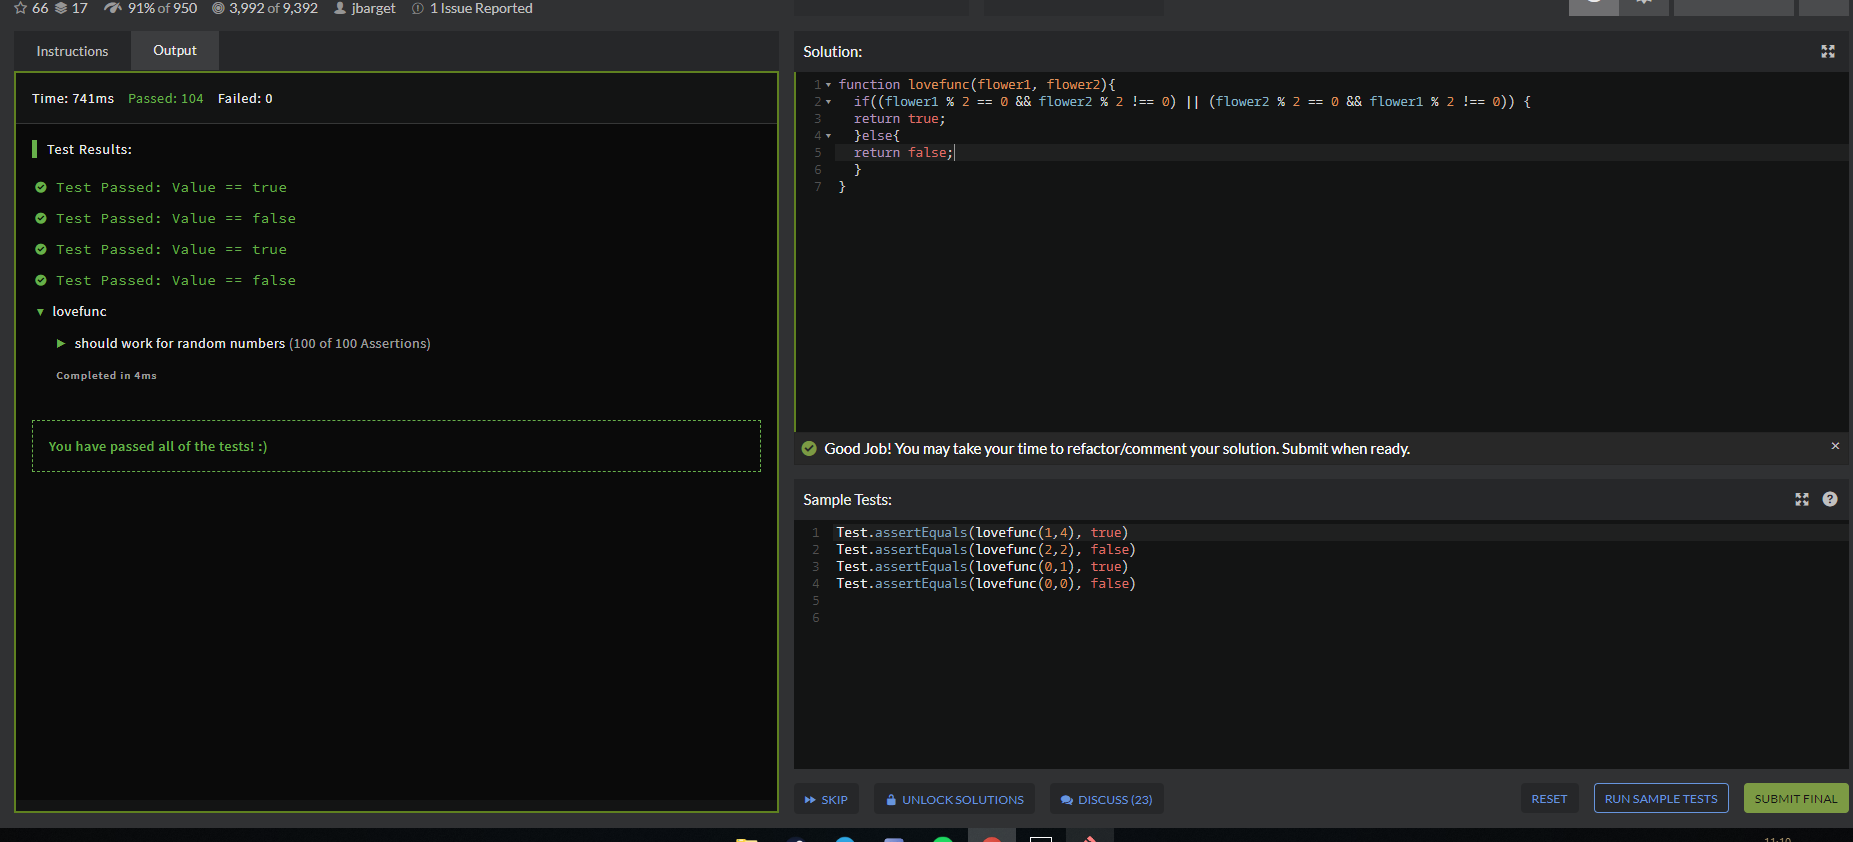 66 17 91% of 950 3,992 of 9,392 jbarget 1 Issue Reported
Instructions Output
Time: 741ms Passed: 104 Failed: 0
Test Results:
Test Passed: Value == true
Test Passed: Value == false
Test Passed: Value == true
Test Passed: Value == false
lovefunc
should work for random numbers (100 of 100 Assertions)
Completed in 4ms
You have passed all of the tests! :)
Solution:
1 function lovefunc(flower1, flower2){
2 if((flower1 % 2 == 0 && flower2 % 2 !== 0) || (flower2 % 2 == 0 && flower1 % 2 !== 0)) {
3 return true;
4 }else{
5 return false;
6 }
7 }
Good Job! You may take your time to refactor/comment your solution. Submit when ready. ×
Sample Tests:
1 Test.assertEquals(lovefunc(1,4), true)
2 Test.assertEquals(lovefunc(2,2), false)
3 Test.assertEquals(lovefunc(0,1), true)
4 Test.assertEquals(lovefunc(0,0), false)
5
6
SKIP UNLOCK SOLUTIONS DISCUSS (23) RESET RUN SAMPLE TESTS SUBMIT FINAL